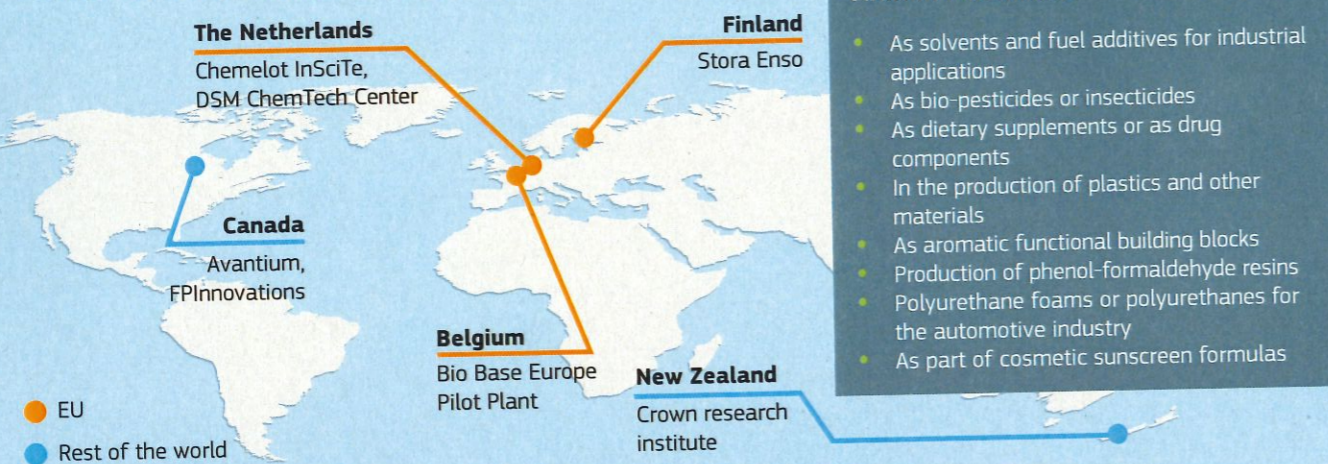 The Netherlands
Chemelot InSciTe,
DSM ChemTech Center
Finland
Stora Enso
Canada
Avantium,
FPInnovations
Belgium
Bio Base Europe
Pilot Plant
New Zealand
Crown research
institute
EU
Rest of the world
As solvents and fuel additives for industrial
applications
As bio-pesticides or insecticides
As dietary supplements or as drug
components
In the production of plastics and other
materials
As aromatic functional building blocks
Production of phenol-formaldehyde resins
Polyurethane foams or polyurethanes for
the automotive industry
As part of cosmetic sunscreen formulas